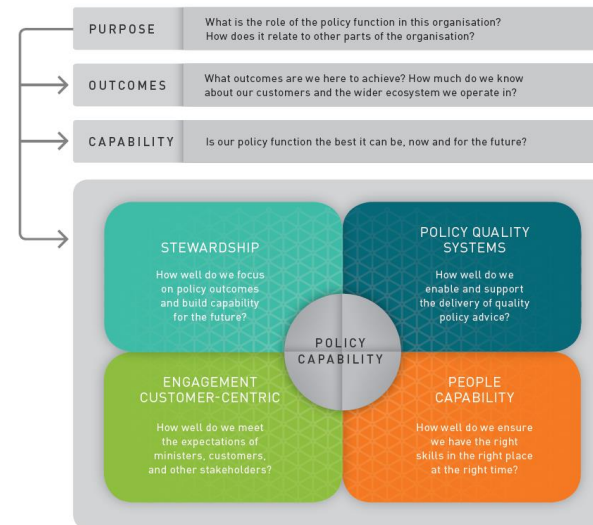 PURPOSE
What is the role of the policy function in this organisation?
How does it relate to other parts of the organisation?
OUTCOMES
What outcomes are we here to achieve? How much do we know
about our customers and the wider ecosystem we operate in?
CAPABILITY
Is our policy function the best it can be, now and for the future?
STEWARDSHIP
How well do we focus
on policy outcomes
and build capability
for the future?
POLICY QUALITY
SYSTEMS
How well do we
enable and support
the delivery of quality
policy advice?
POLICY
CAPABILITY
ENGAGEMENT
CUSTOMER-CENTRIC
How well do we meet
the expectations of
ministers, customers,
and other stakeholders?
PEOPLE
CAPABILITY
How well do we ensure
we have the right
skills in the right place
at the right time?